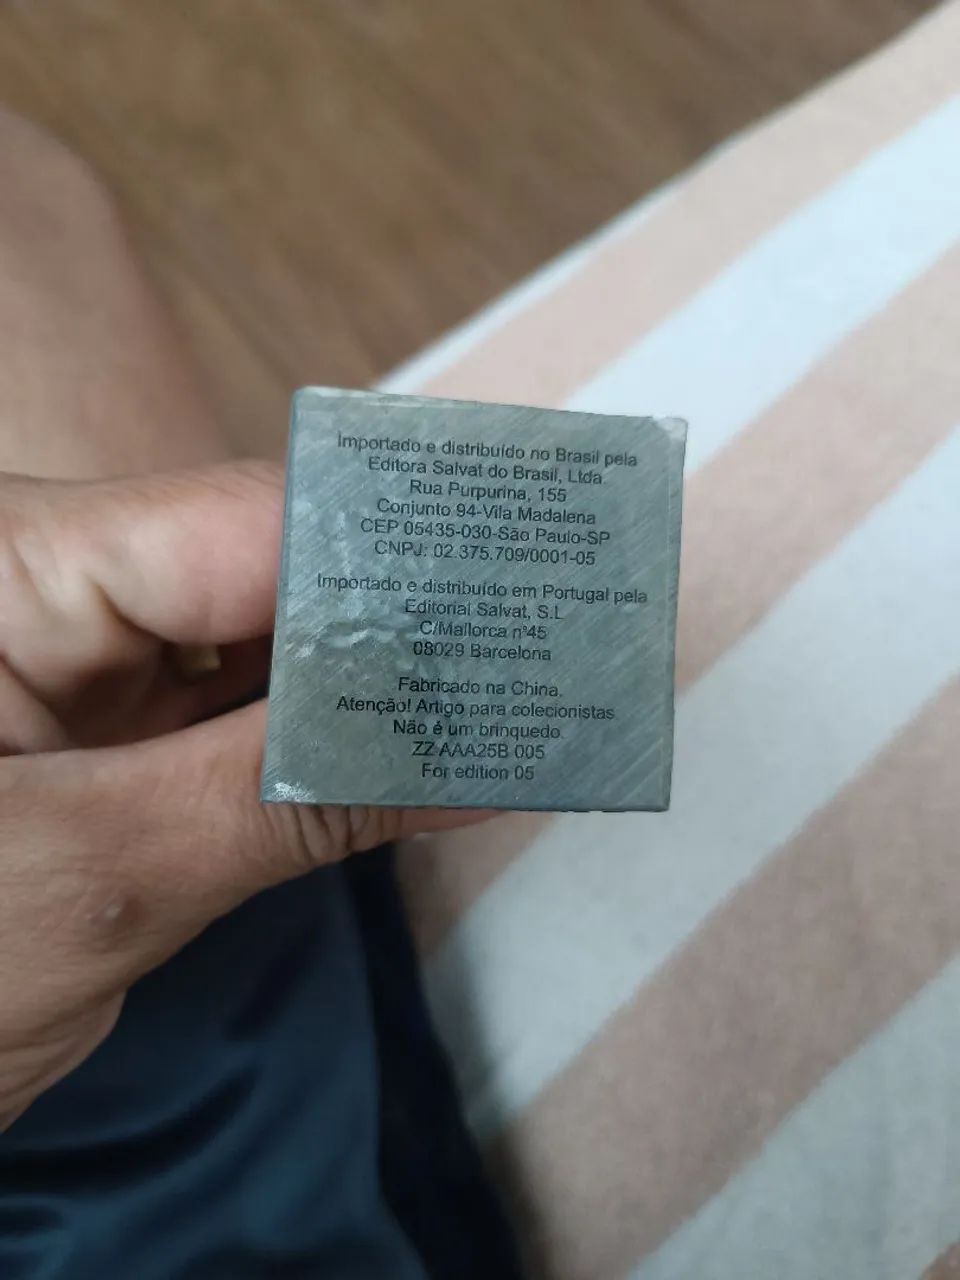 Importado e distribuído no Brasil pela
Editora Salvat do Brasil, Ltda.
Rua Purpurina, 155
Conjunto 94-Vila Madalena
CEP 05435-030-São Paulo-SP
CNPJ: 02.375.709/0001-05
Importado e distribuído em Portugal pela
Editorial Salvat, S.L
C/Mallorca nº45
08029 Barcelona
Fabricado na China.
Atenção! Artigo para colecionistas
Não é um brinquedo.
ZZ AAA25B 005
For edition 05